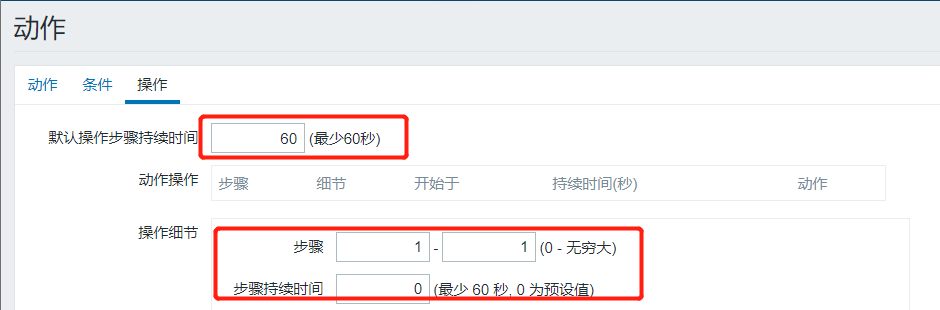 动作
动作 条件 操作
默认操作步骤持续时间 60 (最少60秒)
动作操作 步骤 细节 开始于 持续时间(秒) 动作
操作细节 步骤 1 - 1 (0 - 无穷大)
步骤持续时间 0 (最少 60 秒, 0 为预设值)